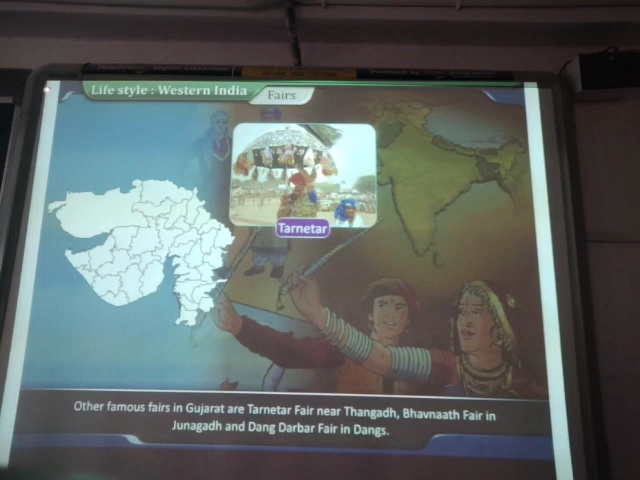 Life style : Western India
Fairs
Tarnetar
Other famous fairs in Gujarat are Tarnetar Fair near Thangadh, Bhavnaath Fair in
Junagadh and Dang Darbar Fair in Dangs.